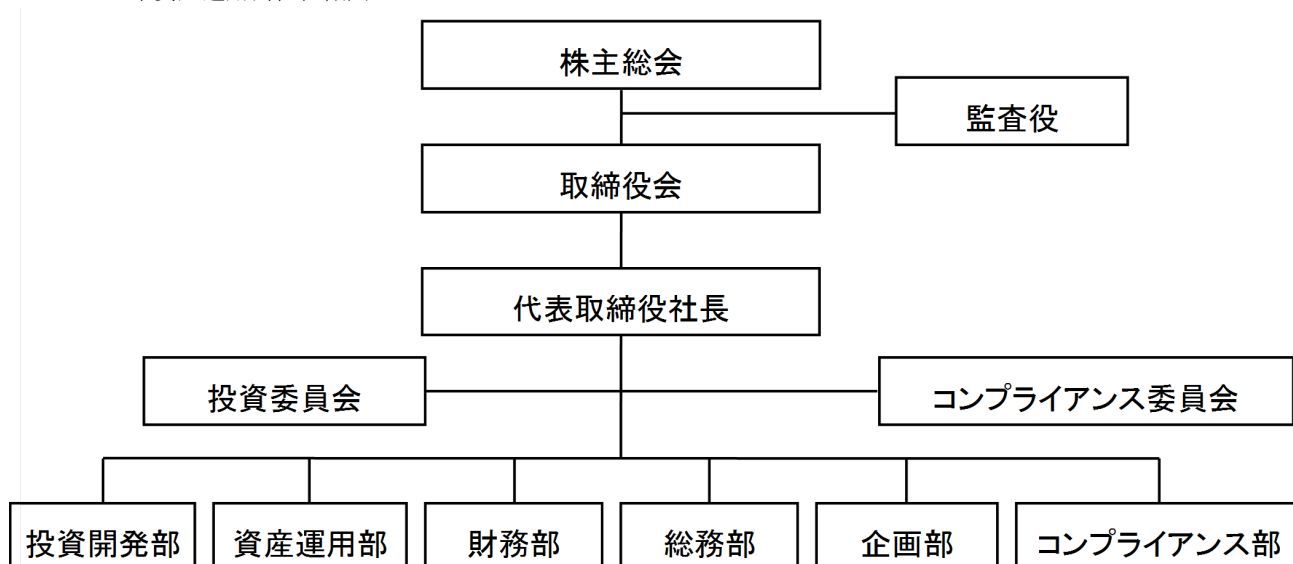 株主総会
監査役
取締役会
代表取締役社長
投資委員会
コンプライアンス委員会
投資開発部
資産運用部
財務部
総務部
企画部
コンプライアンス部